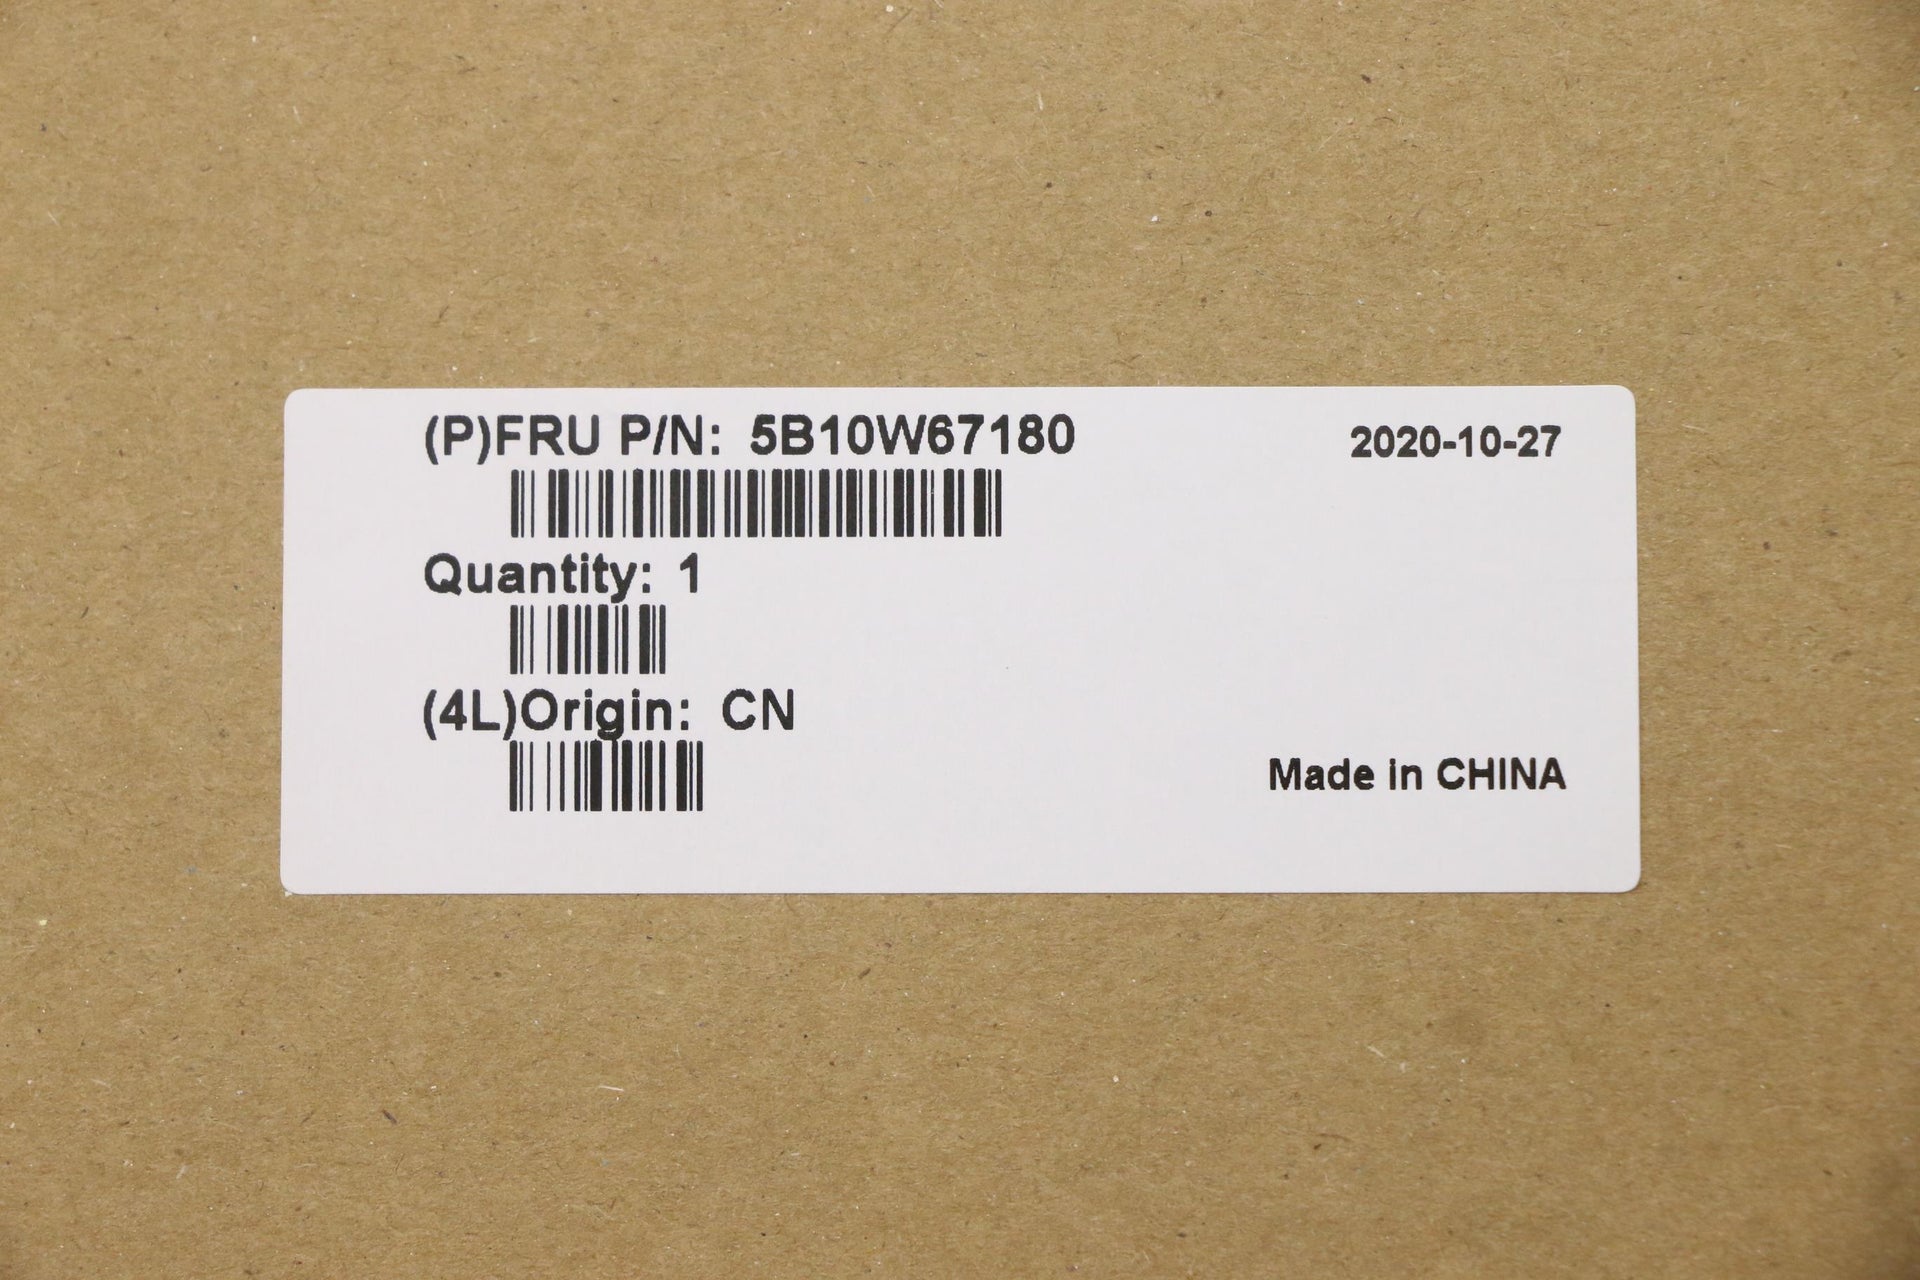 (P)FRU P/N: 5B10W67180 2020-10-27
Quantity: 1
(4L)Origin: CN
Made in CHINA